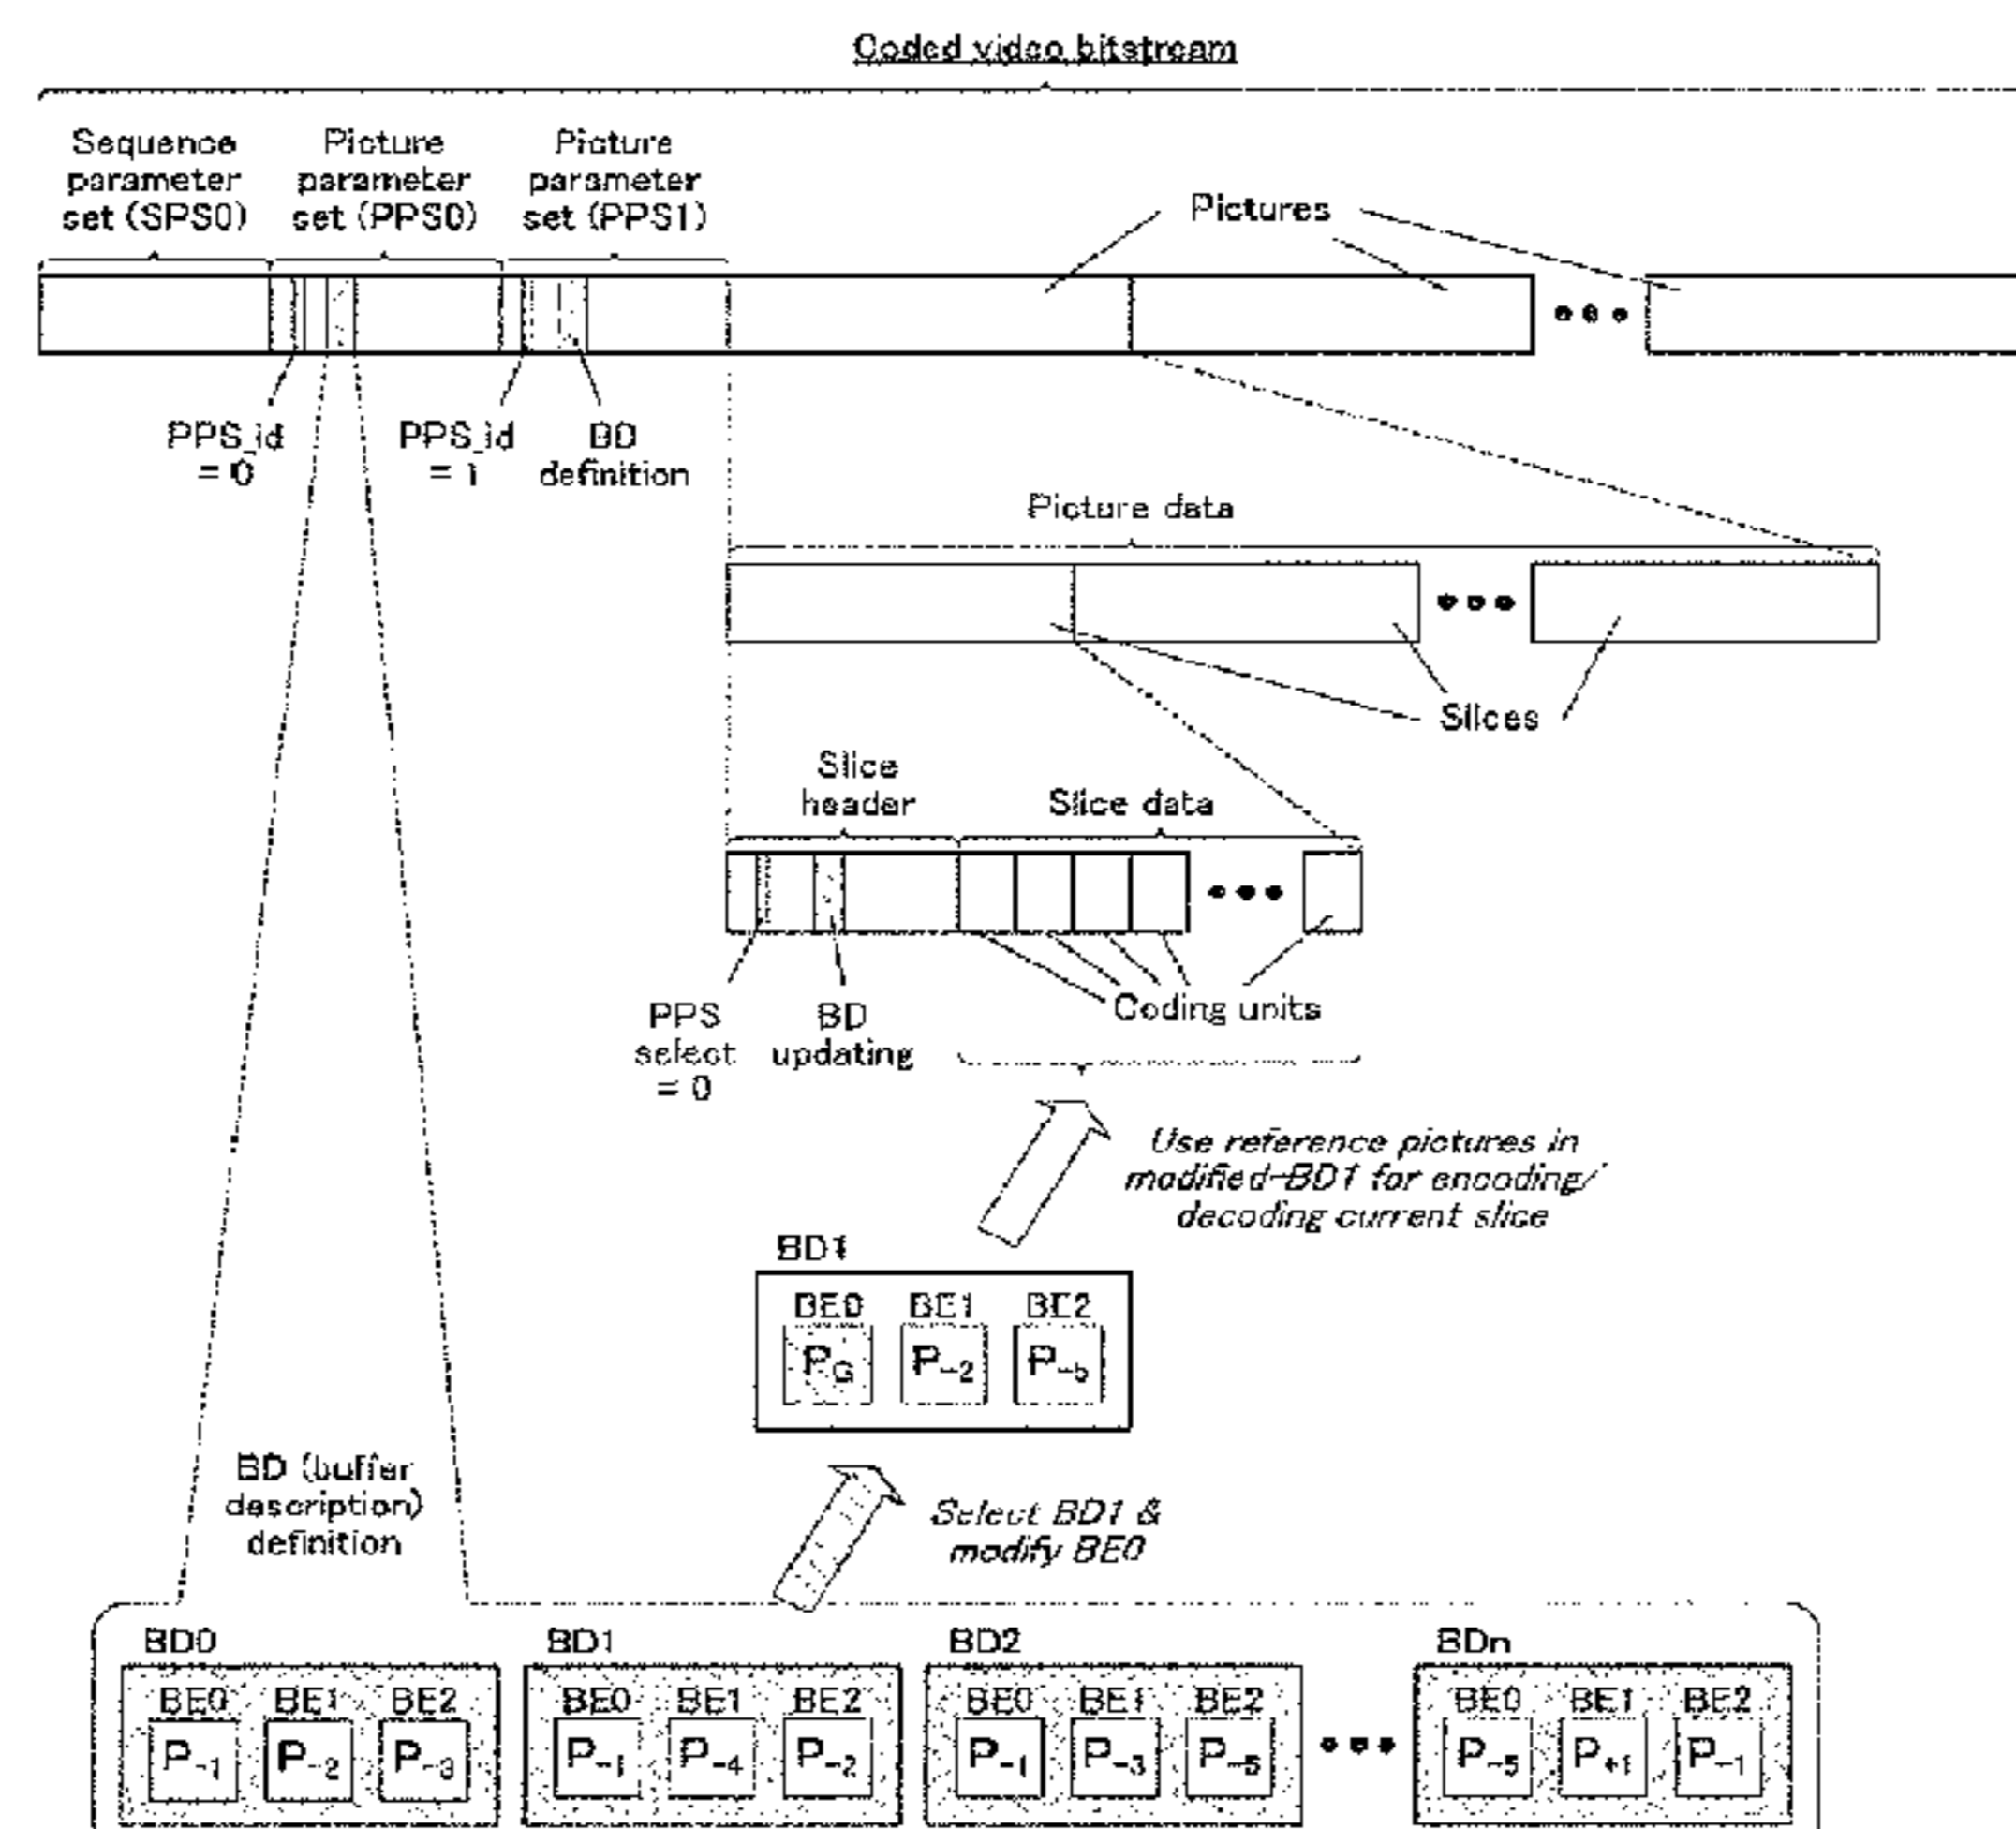 Coded video bitstream
Sequence parameter set (SPS0)
Picture parameter set (PPS0)
Picture parameter set (PPS1)
Pictures
PPS_id = 0
PPS_id = 1
BD definition
Picture data
Slices
Slice header
Slice data
PPS select = 0
BD updating
Coding units
Use reference pictures in
modified-BD1 for encoding/
decoding current slice
BD1
BE0 BE1 BE2
P-2 P-5
BD (buffer
description)
definition
Select BD1 &
modify BE0
BD0 BD1 BD2 BDn
BE0 BE1 BE2 BE0 BE1 BE2 BE0 BE1 BE2 BE0 BE1 BE2
P-1 P-2 P-3 P-1 P-4 P-2 P-1 P-3 P-5 P-5 P+1 P-1